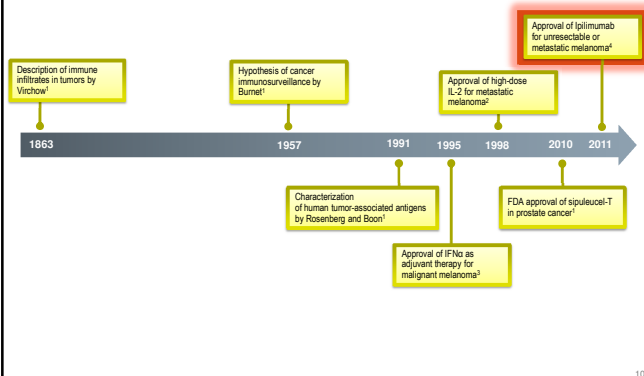 Approval of Ipilimumab
for unresectable or
metastatic melanoma4
Description of immune
infiltrates in tumors by
Virchow1
Hypothesis of cancer
immunosurveillance by
Burnet1
Approval of high-dose
IL-2 for metastatic
melanoma2
1863 1957 1991 1995 1998 2010 2011
Characterization
of human tumor-associated antigens
by Rosenberg and Boon1
FDA approval of sipuleucel-T
in prostate cancer1
Approval of IFNα as
adjuvant therapy for
malignant melanoma3
10